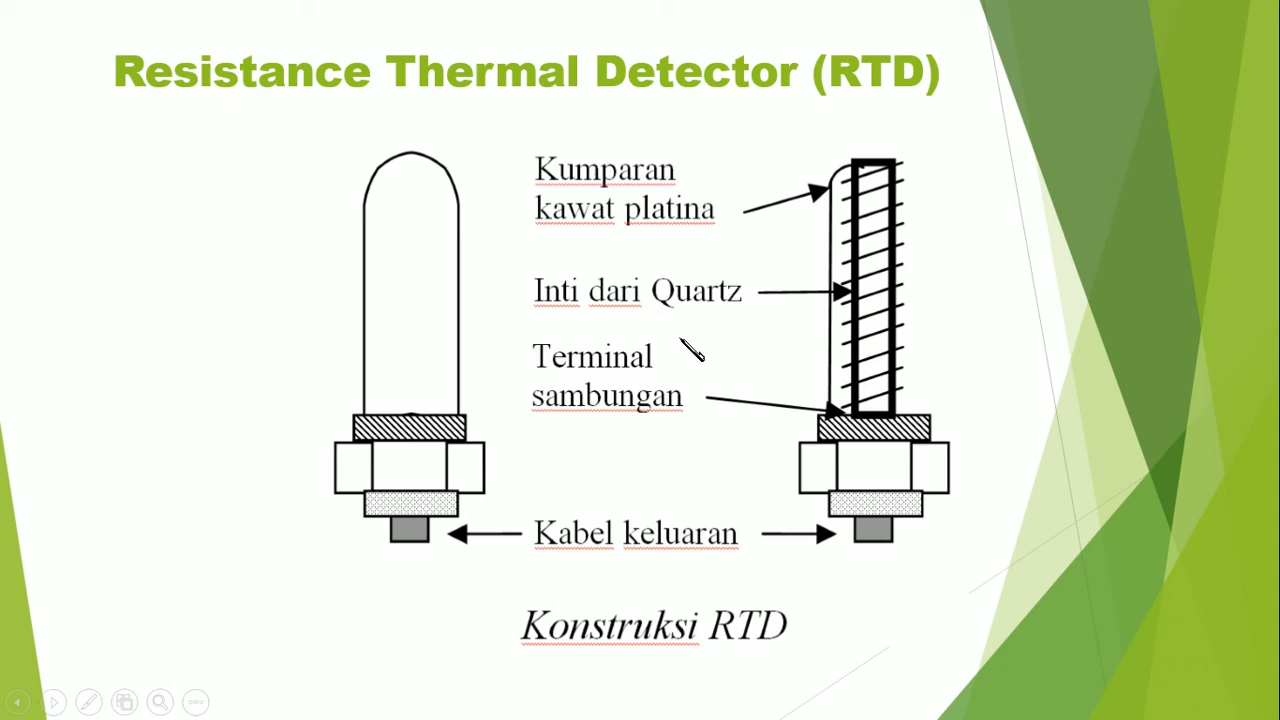 Resistance Thermal Detector (RTD)
Kumparan
kawat platina
Inti dari Quartz
Terminal
sambungan
Kabel keluaran
Konstruksi RTD